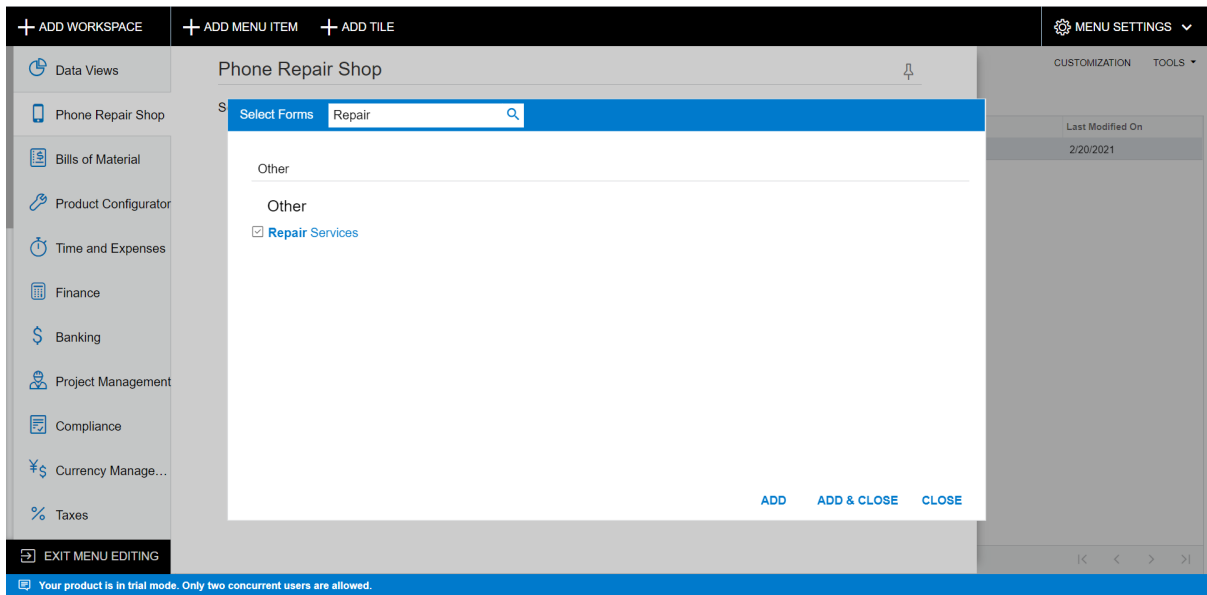 ADD WORKSPACE
ADD MENU ITEM
ADD TILE
MENU SETTINGS
Data Views
Phone Repair Shop
Bills of Material
Product Configurator
Time and Expenses
Finance
Banking
Project Management
Compliance
Currency Manage...
Taxes
EXIT MENU EDITING
Phone Repair Shop
S
CUSTOMIZATION
TOOLS
Last Modified On
2/20/2021
Select Forms
Repair
Other
Other
Repair Services
ADD
ADD & CLOSE
CLOSE
Your product is in trial mode. Only two concurrent users are allowed.